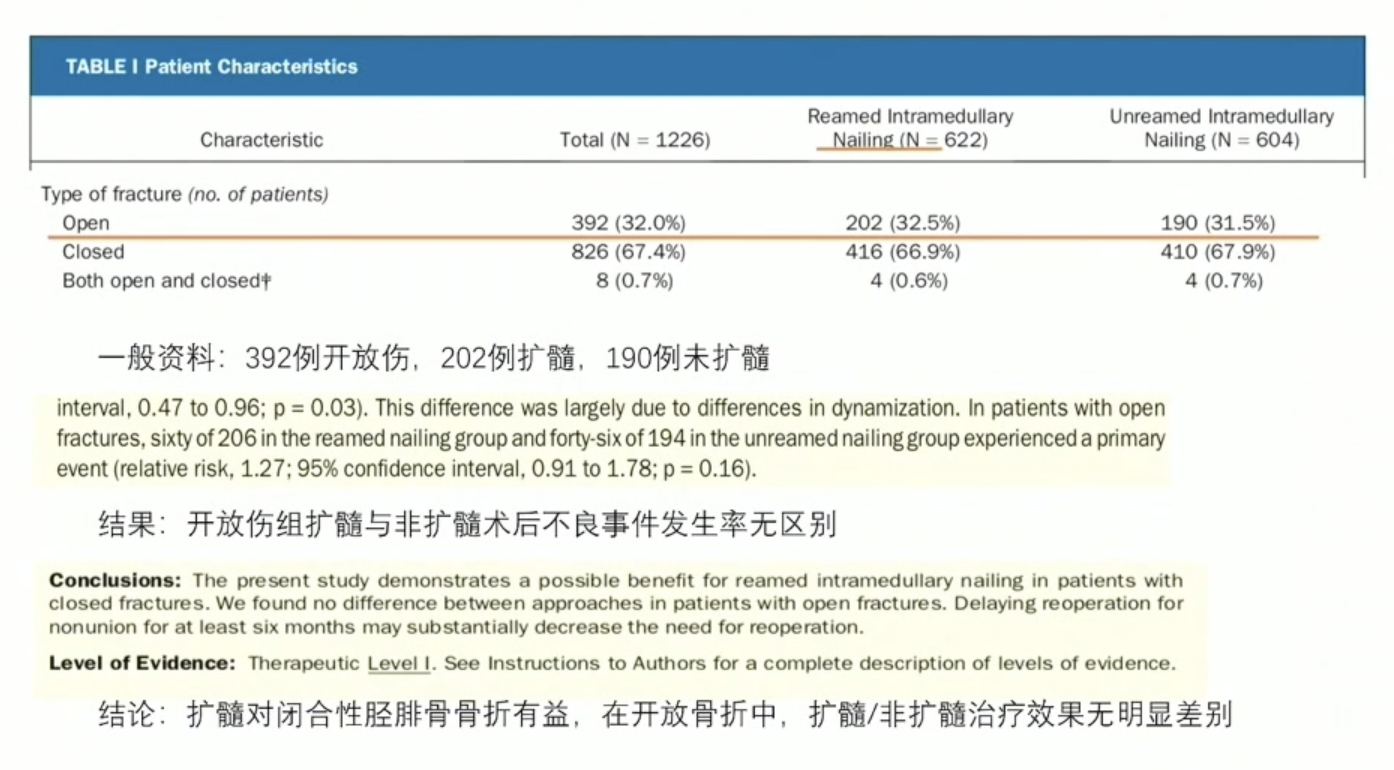 TABLE I Patient Characteristics
Characteristic Total (N = 1226) Reamed Intramedullary Nailing (N = 622) Unreamed Intramedullary Nailing (N = 604)
Type of fracture (no. of patients)
Open 392 (32.0%) 202 (32.5%) 190 (31.5%)
Closed 826 (67.4%) 416 (66.9%) 410 (67.9%)
Both open and closed‡ 8 (0.7%) 4 (0.6%) 4 (0.7%)
一般资料：392例开放伤，202例扩髓，190例未扩髓
interval, 0.47 to 0.96; p = 0.03). This difference was largely due to differences in dynamization. In patients with open
fractures, sixty of 206 in the reamed nailing group and forty-six of 194 in the unreamed nailing group experienced a primary
event (relative risk, 1.27; 95% confidence interval, 0.91 to 1.78; p = 0.16).
结果：开放伤组扩髓与非扩髓术后不良事件发生率无区别
Conclusions: The present study demonstrates a possible benefit for reamed intramedullary nailing in patients with
closed fractures. We found no difference between approaches in patients with open fractures. Delaying reoperation for
nonunion for at least six months may substantially decrease the need for reoperation.
Level of Evidence: Therapeutic Level I. See Instructions to Authors for a complete description of levels of evidence.
结论：扩髓对闭合性胫腓骨骨折有益，在开放骨折中，扩髓/非扩髓治疗效果无明显差别